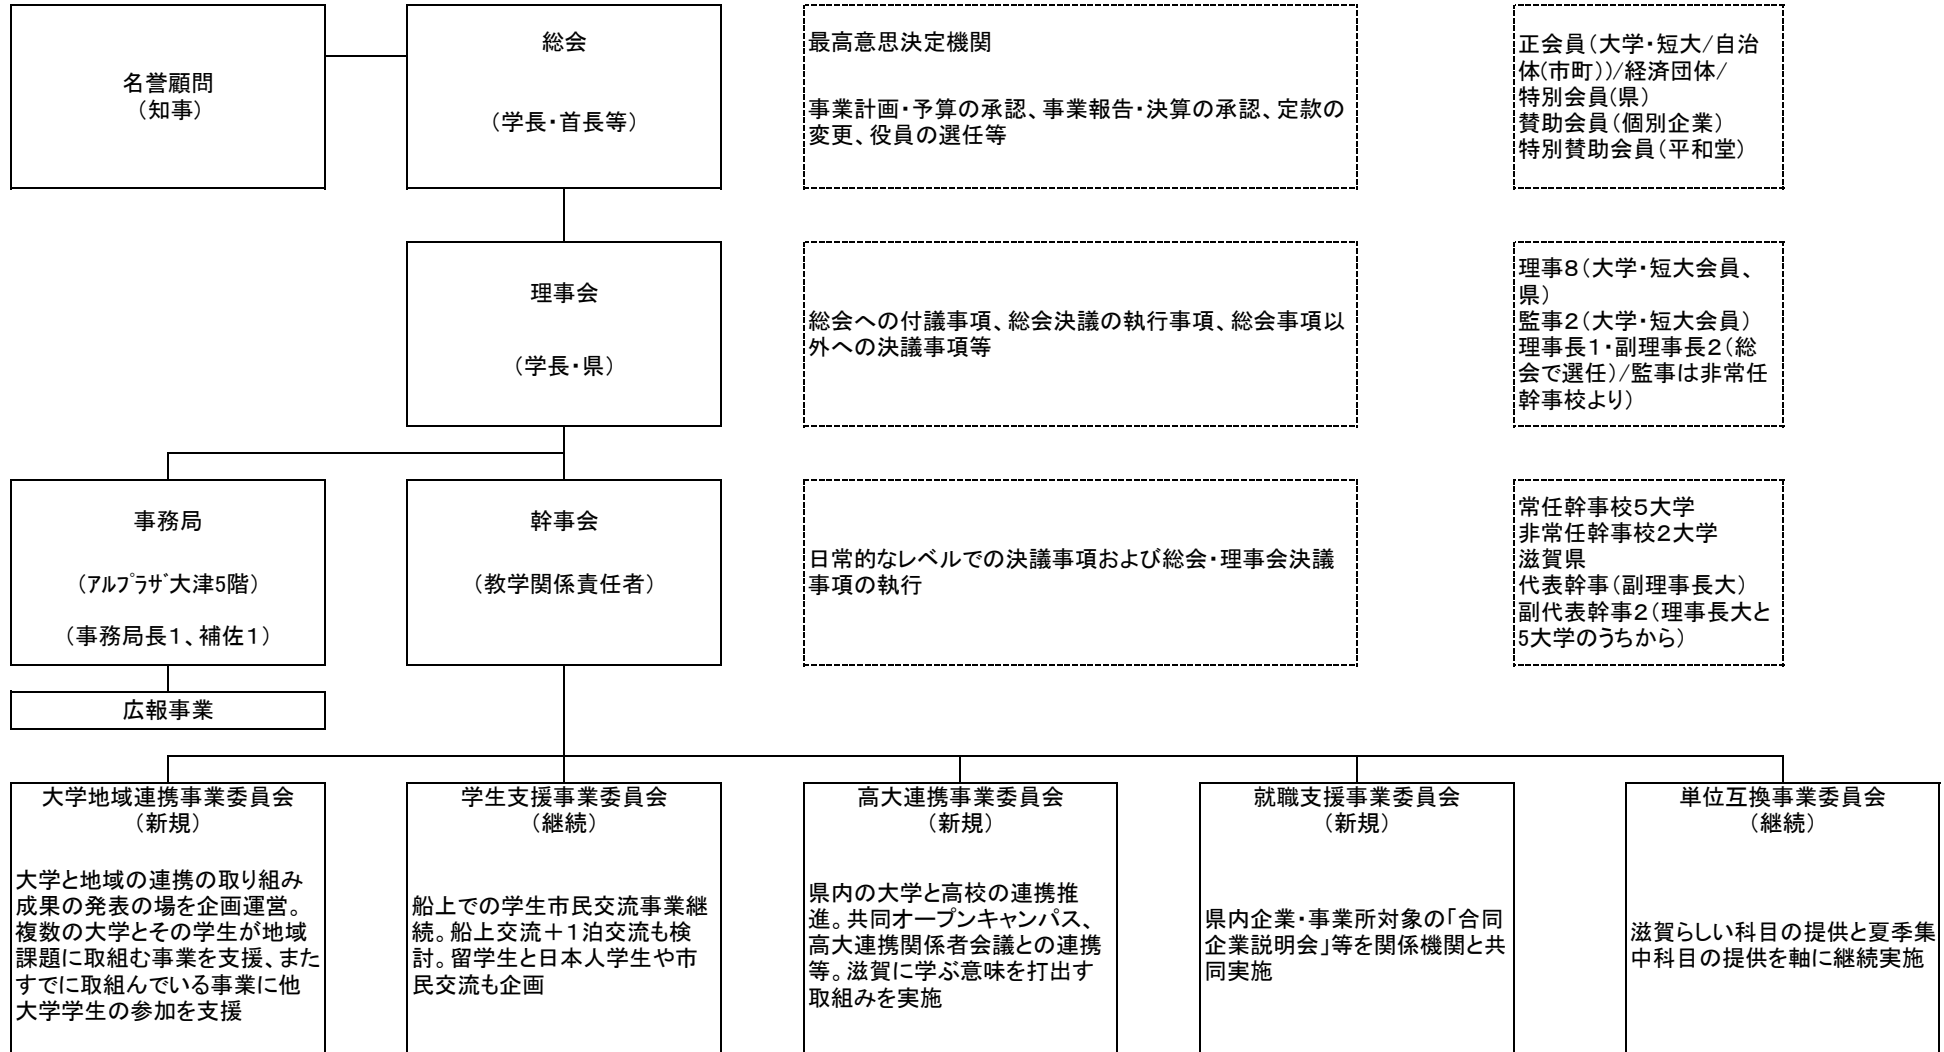 名誉顧問
（知事）
総会
（学長・首長等）
最高意思決定機関
事業計画・予算の承認、事業報告・決算の承認、定款の
変更、役員の選任等
正会員（大学・短大/自治
体(市町)）/経済団体/
特別会員(県）
賛助会員（個別企業）
特別賛助会員（平和堂）
理事会
（学長・県）
総会への付議事項、総会決議の執行事項、総会事項以
外への決議事項等
理事８（大学・短大会員、
県）
監事２（大学・短大会員）
理事長１・副理事長２（総
会で選任）/監事は非常任
幹事校より）
事務局
（ｱﾙﾌﾟﾗｻﾞ大津5階）
（事務局長１、補佐１）
幹事会
（教学関係責任者）
日常的なレベルでの決議事項および総会・理事会決議
事項の執行
常任幹事校５大学
非常任幹事校２大学
滋賀県
代表幹事（副理事長大）
副代表幹事２（理事長大と
5大学のうちから）
広報事業
大学地域連携事業委員会
（新規）
大学と地域の連携の取り組み
成果の発表の場を企画運営。
複数の大学とその学生が地域
課題に取組む事業を支援、また
すでに取組んでいる事業に他
大学学生の参加を支援
学生支援事業委員会
（継続）
船上での学生市民交流事業継
続。船上交流＋１泊交流も検
討。留学生と日本人学生や市
民交流も企画
高大連携事業委員会
（新規）
県内の大学と高校の連携推
進。共同オープンキャンパス、
高大連携関係者会議との連携
等。滋賀に学ぶ意味を打出す
取組みを実施
就職支援事業委員会
（新規）
県内企業・事業所対象の「合同
企業説明会」等を関係機関と共
同実施
単位互換事業委員会
（継続）
滋賀らしい科目の提供と夏季集
中科目の提供を軸に継続実施